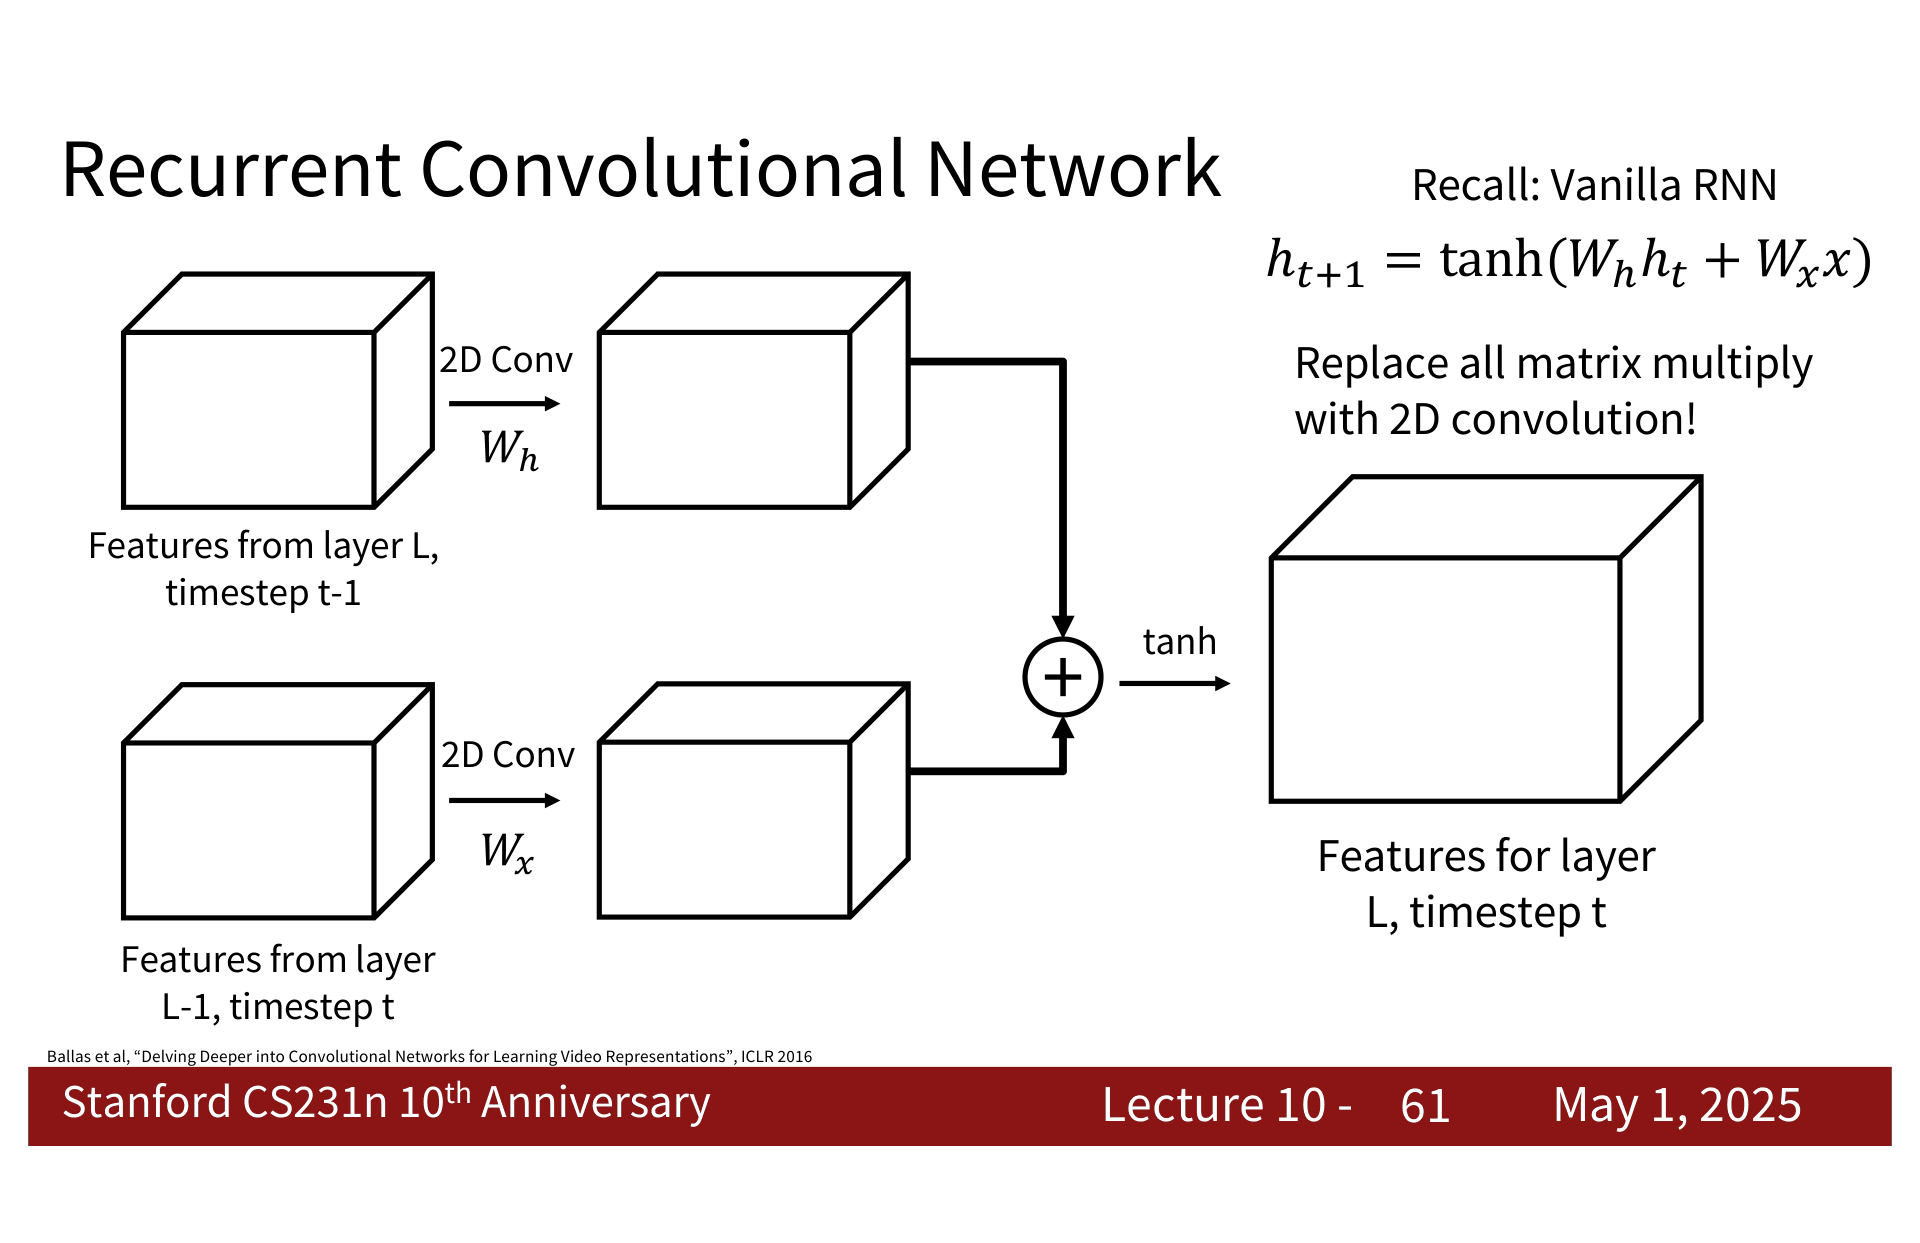 Recurrent Convolutional Network
Recall: Vanilla RNN
h_{t+1} = tanh(W_h h_t + W_x x)
Replace all matrix multiply
with 2D convolution!
2D Conv
W_h
Features from layer L,
timestep t-1
+
tanh
2D Conv
W_x
Features from layer
L-1, timestep t
Features for layer
L, timestep t
Ballas et al, “Delving Deeper into Convolutional Networks for Learning Video Representations”, ICLR 2016
Stanford CS231n 10th Anniversary
Lecture 10 - 61
May 1, 2025